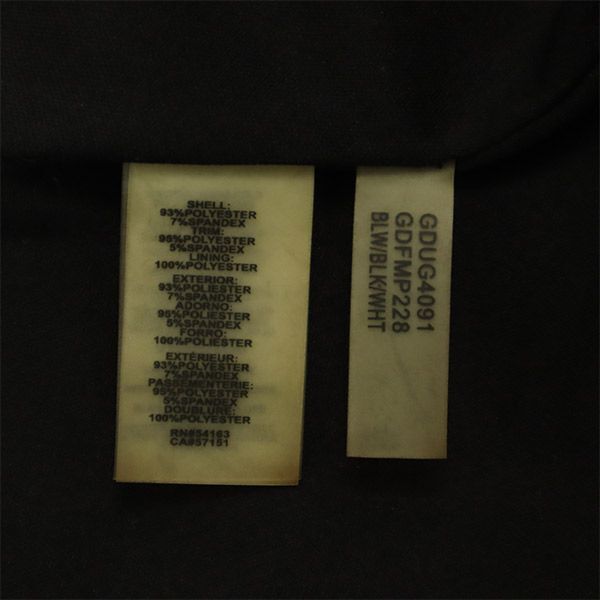 SHELL:
93%POLYESTER
7%SPANDEX
TRIM:
95%POLYESTER
5%SPANDEX
LINING:
100%POLYESTER
EXTERIOR:
93%POLIESTER
7%SPANDEX
ADORNO:
95%POLIESTER
5%SPANDEX
FORRO:
100%POLIESTER
EXTÉRIEUR:
93%POLYESTER
7%SPANDEX
PASSEMENTERIE:
95%POLYESTER
5%SPANDEX
DOUBLURE:
100%POLYESTER
RN#54163
CA#57151
GDUG4091
GDFMP228
BLW/BLK/WHT